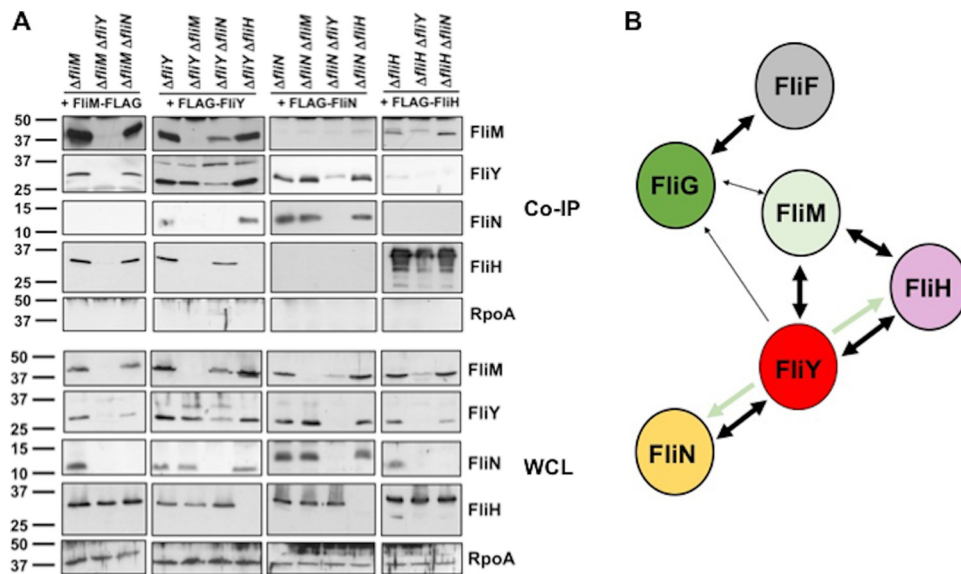 A
B
ΔfliM
ΔfliM ΔfliY
ΔfliM ΔfliN
ΔfliY
ΔfliY ΔfliM
ΔfliY ΔfliN
ΔfliY ΔfliH
ΔfliN
ΔfliN ΔfliM
ΔfliN ΔfliY
ΔfliN ΔfliH
ΔfliH
ΔfliH ΔfliY
ΔfliH ΔfliN
+ FliM-FLAG
+ FLAG-FliY
+ FLAG-FliN
+ FLAG-FliH
50
37
FliM
37
25
FliY
15
10
FliN
Co-IP
37
25
FliH
50
37
RpoA
50
37
FliM
37
25
FliY
15
10
FliN
WCL
37
25
FliH
50
37
RpoA
FliF
FliG
FliM
FliH
FliY
FliN